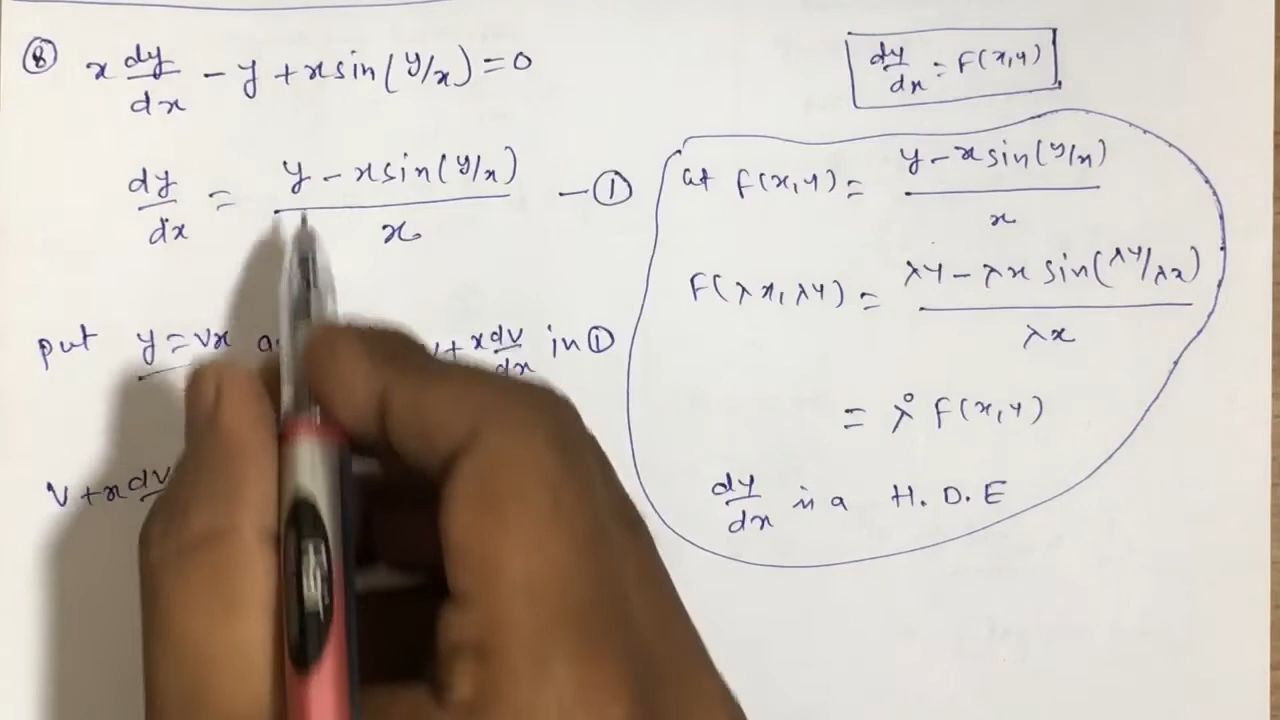 ⑧ x dy/dx - y + x sin(y/x) = 0
dy/dx = F(x,y)
dy/dx = y - x sin(y/x) / x - ①
put y = vx a v + x dv/dx in ①
v + x dv
at F(x,y) = y - x sin(y/x) / x
F(λx, λy) = λy - λx sin(λy/λx) / λx
= λ° F(x,y)
dy/dx is a H.D.E